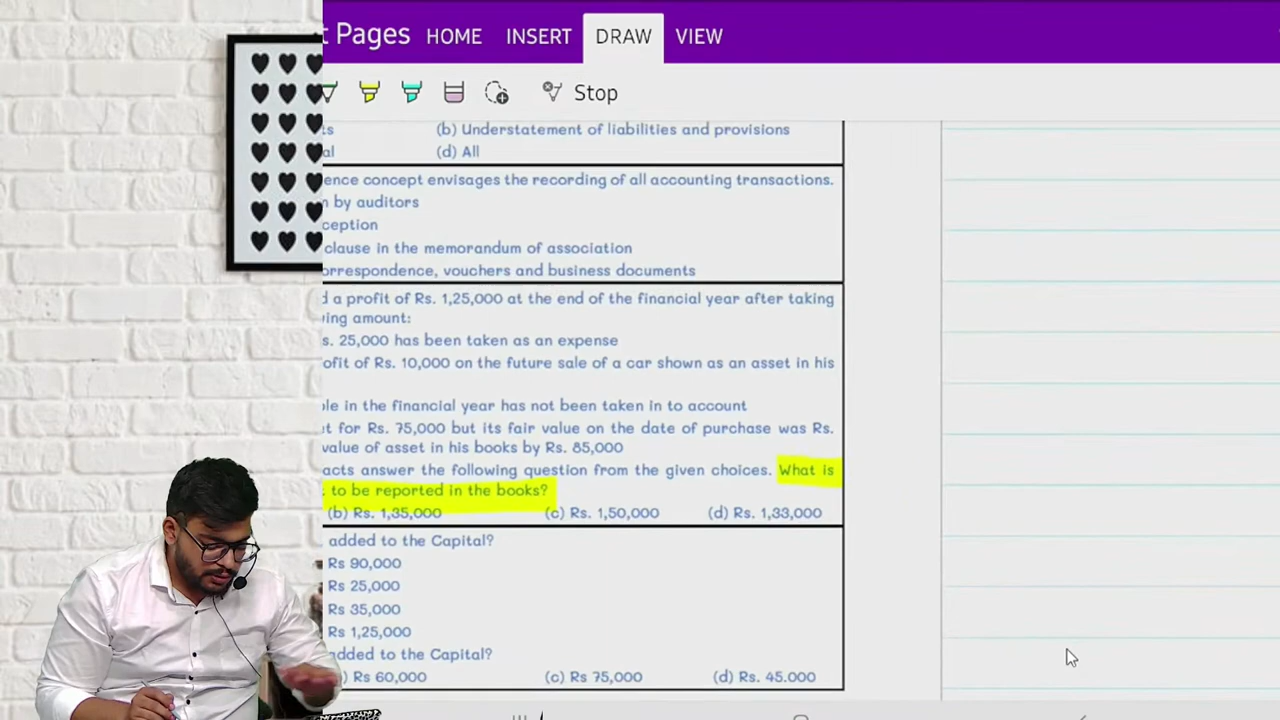 t Pages HOME INSERT DRAW VIEW
Stop
ts (b) Understatement of liabilities and provisions
al (d) All
ence concept envisages the recording of all accounting transactions.
n by auditors
ception
clause in the memorandum of association
orrespondence, vouchers and business documents
d a profit of Rs. 1,25,000 at the end of the financial year after taking
ving amount:
s. 25,000 has been taken as an expense
ofit of Rs. 10,000 on the future sale of a car shown as an asset in his
ble in the financial year has not been taken in to account
t for Rs. 75,000 but its fair value on the date of purchase was Rs.
value of asset in his books by Rs. 85,000
acts answer the following question from the given choices. What is
to be reported in the books?
(b) Rs. 1,35,000 (c) Rs. 1,50,000 (d) Rs. 1,33,000
added to the Capital?
Rs 90,000
Rs 25,000
Rs 35,000
Rs 1,25,000
added to the Capital?
) Rs 60,000 (c) Rs 75,000 (d) Rs. 45.000